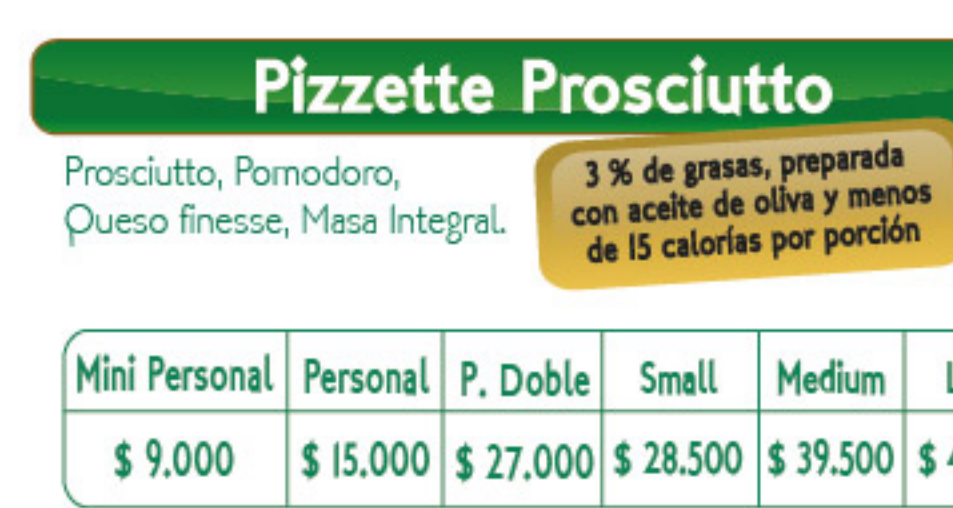 Pizzette Prosciutto
Prosciutto, Pomodoro,
Queso finesse, Masa Integral.
3 % de grasas, preparada
con aceite de oliva y menos
de 15 calorías por porción
Mini Personal Personal P. Doble Small Medium
$ 9.000 $ 15.000 $ 27.000 $ 28.500 $ 39.500 $